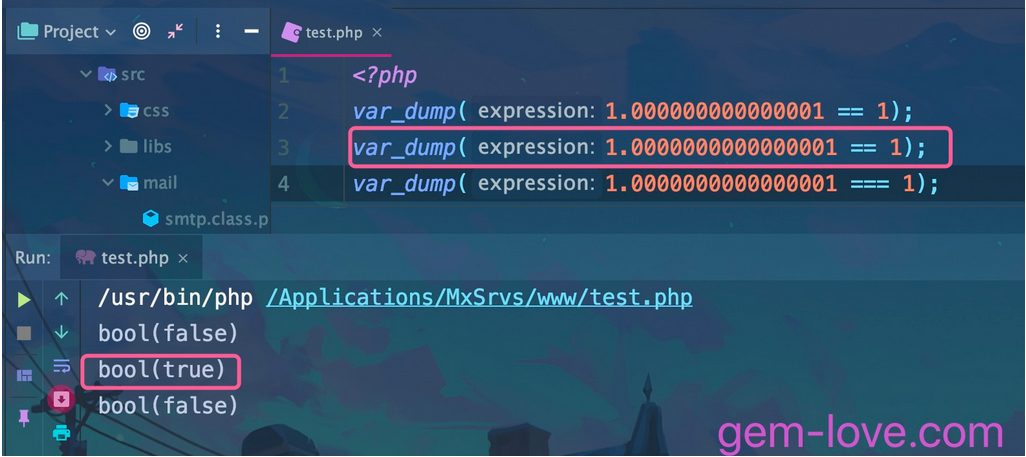 Project
test.php
src
css
libs
mail
smtp.class.p
1 <?php
2 var_dump( expression: 1.000000000000001 == 1);
3 var_dump( expression: 1.0000000000000001 == 1);
4 var_dump( expression: 1.0000000000000001 === 1);
Run: test.php
/usr/bin/php /Applications/MxSrvs/www/test.php
bool(false)
bool(true)
bool(false)
gem-love.com